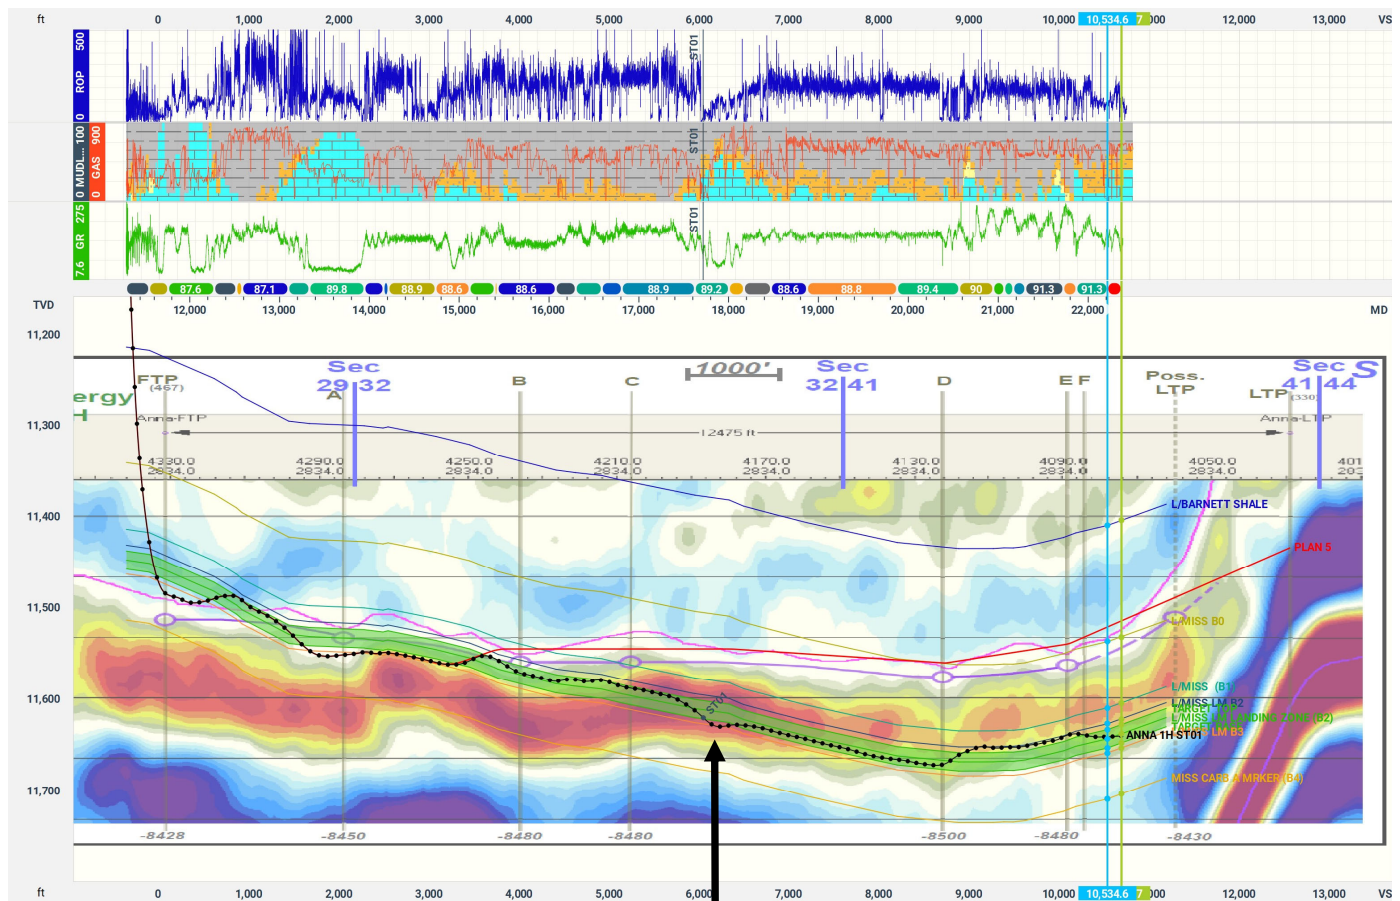 ft 0 1,000 2,000 3,000 4,000 5,000 6,000 7,000 8,000 9,000 10,000 10,534.6 7 12,000 13,000 VS
0 ROP 500
ST01
0 MUDL... 100
0 GAS 900
ST01
7.6 GR 275
ST01
87.6 87.1 89.8 88.9 88.6 88.6 88.9 89.2 88.6 88.8 89.4 90 91.3 91.3
TVD 12,000 13,000 14,000 15,000 16,000 17,000 18,000 19,000 20,000 21,000 22,000 MD
11,200
11,300
11,400
11,500
11,600
11,700
Sec
29 32
1000'
Sec
32 41
Sec
41 44
S
ergy
H
FTP
(467)
A
B
C
D
E F
Poss.
LTP
LTP (330)
Anna-FTP
12475 ft
Anna-LTP
4330.0 4290.0 4250.0 4210.0 4170.0 4130.0 4090.0 4050.0 401
2834.0 2834.0 2834.0 2834.0 2834.0 2834.0 2834.0 2834.0
L/BARNETT SHALE
PLAN 5
L/MISS B0
L/MISS (B1)
L/MISS LM B2
L/MISS LM LANDING ZONE (B2)
LM B3
ANNA 1H ST01
MISS CARB A MRKER (B4)
ST01
-8428 -8450 -8480 -8480 -8500 -8480 -8430
ft 0 1,000 2,000 3,000 4,000 5,000 7,000 8,000 9,000 10,000 10,534.6 7 12,000 13,000 VS